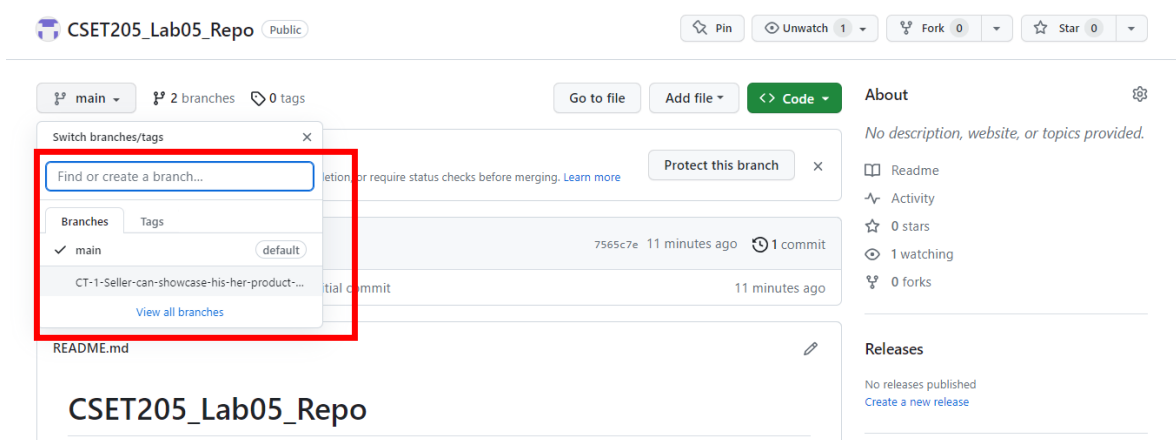 CSET205_Lab05_Repo Public
Pin
Unwatch 1
Fork 0
Star 0
main
2 branches
0 tags
Go to file
Add file
<> Code
Switch branches/tags
Find or create a branch...
Branches Tags
main default
CT-1-Seller-can-showcase-his-her-product-...
View all branches
or require status checks before merging. Learn more
Protect this branch
7565c7e 11 minutes ago 1 commit
commit 11 minutes ago
README.md
CSET205_Lab05_Repo
About
No description, website, or topics provided.
Readme
Activity
0 stars
1 watching
0 forks
Releases
No releases published
Create a new release